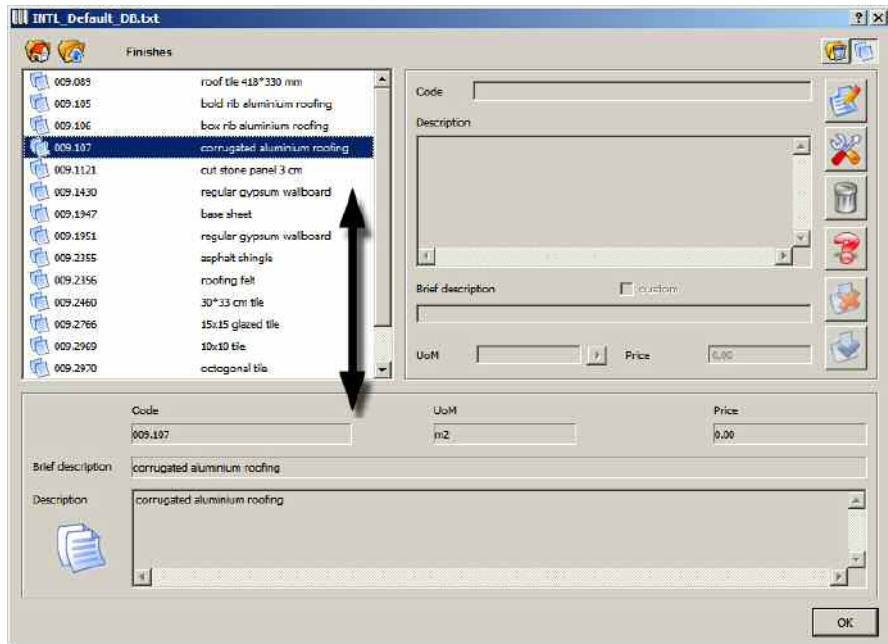 INTL_Default_DB.txt
Finishes
009.089 roof tile 418*330 mm
009.105 bold rib aluminium roofing
009.106 box rib aluminium roofing
009.107 corrugated aluminium roofing
009.1121 cut stone panel 3 cm
009.1430 regular gypsum wallboard
009.1947 base sheet
009.1951 regular gypsum wallboard
009.2355 asphalt shingle
009.2356 roofing felt
009.2460 30*33 cm tile
009.2766 15x15 glazed tile
009.2969 10x10 tile
009.2970 octogonal tile
Code
Description
Brief description custom
UoM Price 0.00
Code UoM Price
009.107 m2 0.00
Brief description corrugated aluminium roofing
Description corrugated aluminium roofing
OK